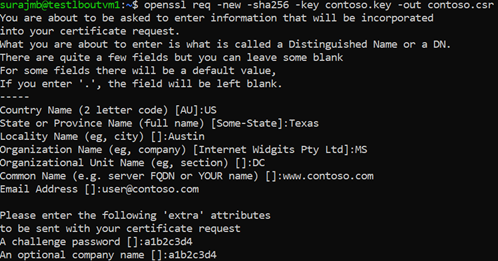 surajmb@testlboutvm1:~$ openssl req -new -sha256 -key contoso.key -out contoso.csr
You are about to be asked to enter information that will be incorporated
into your certificate request.
What you are about to enter is what is called a Distinguished Name or a DN.
There are quite a few fields but you can leave some blank
For some fields there will be a default value,
If you enter '.', the field will be left blank.
-----
Country Name (2 letter code) [AU]:US
State or Province Name (full name) [Some-State]:Texas
Locality Name (eg, city) []:Austin
Organization Name (eg, company) [Internet Widgits Pty Ltd]:MS
Organizational Unit Name (eg, section) []:DC
Common Name (e.g. server FQDN or YOUR name) []:www.contoso.com
Email Address []:user@contoso.com

Please enter the following 'extra' attributes
to be sent with your certificate request
A challenge password []:a1b2c3d4
An optional company name []:a1b2c3d4